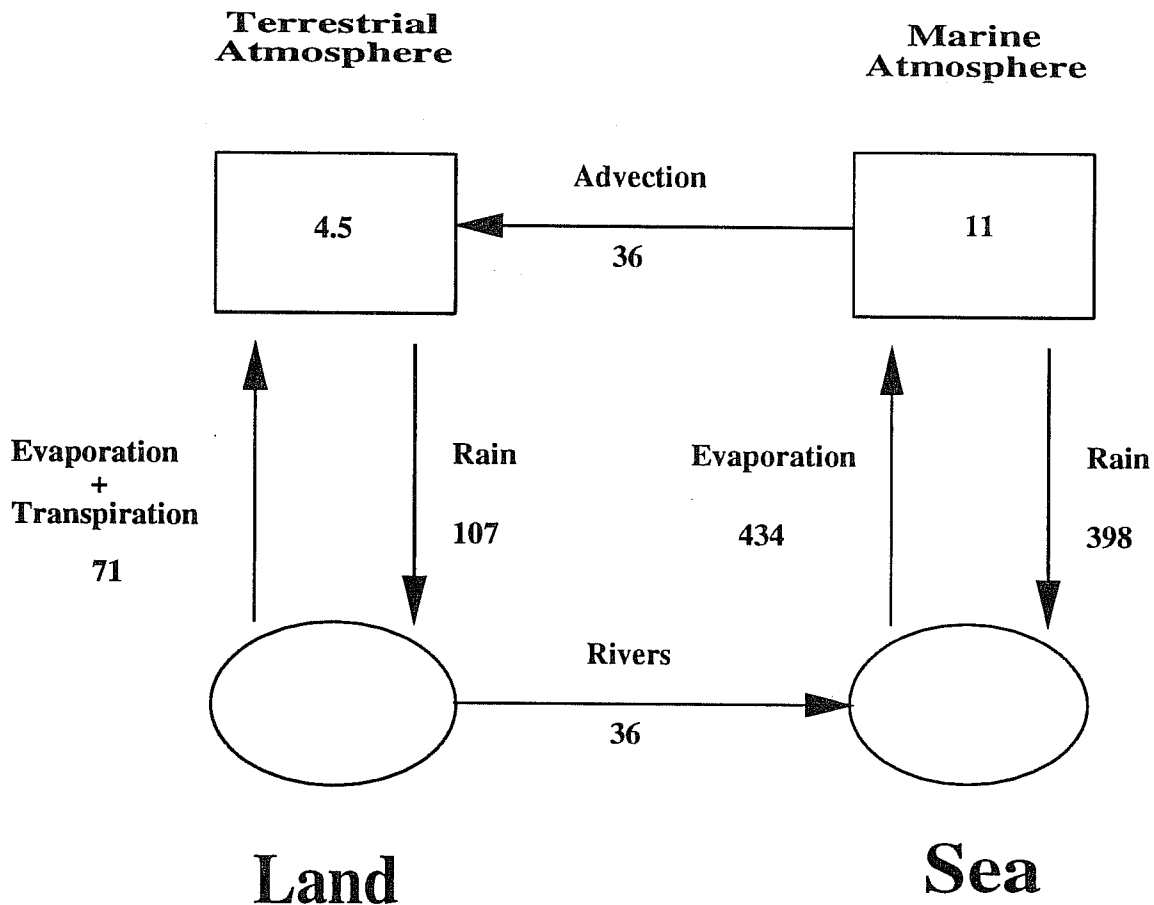 Terrestrial
Atmosphere
Marine
Atmosphere
4.5
Advection
36
11
Evaporation
+
Transpiration
71
Rain
107
Evaporation
434
Rain
398
Rivers
36
Land
Sea